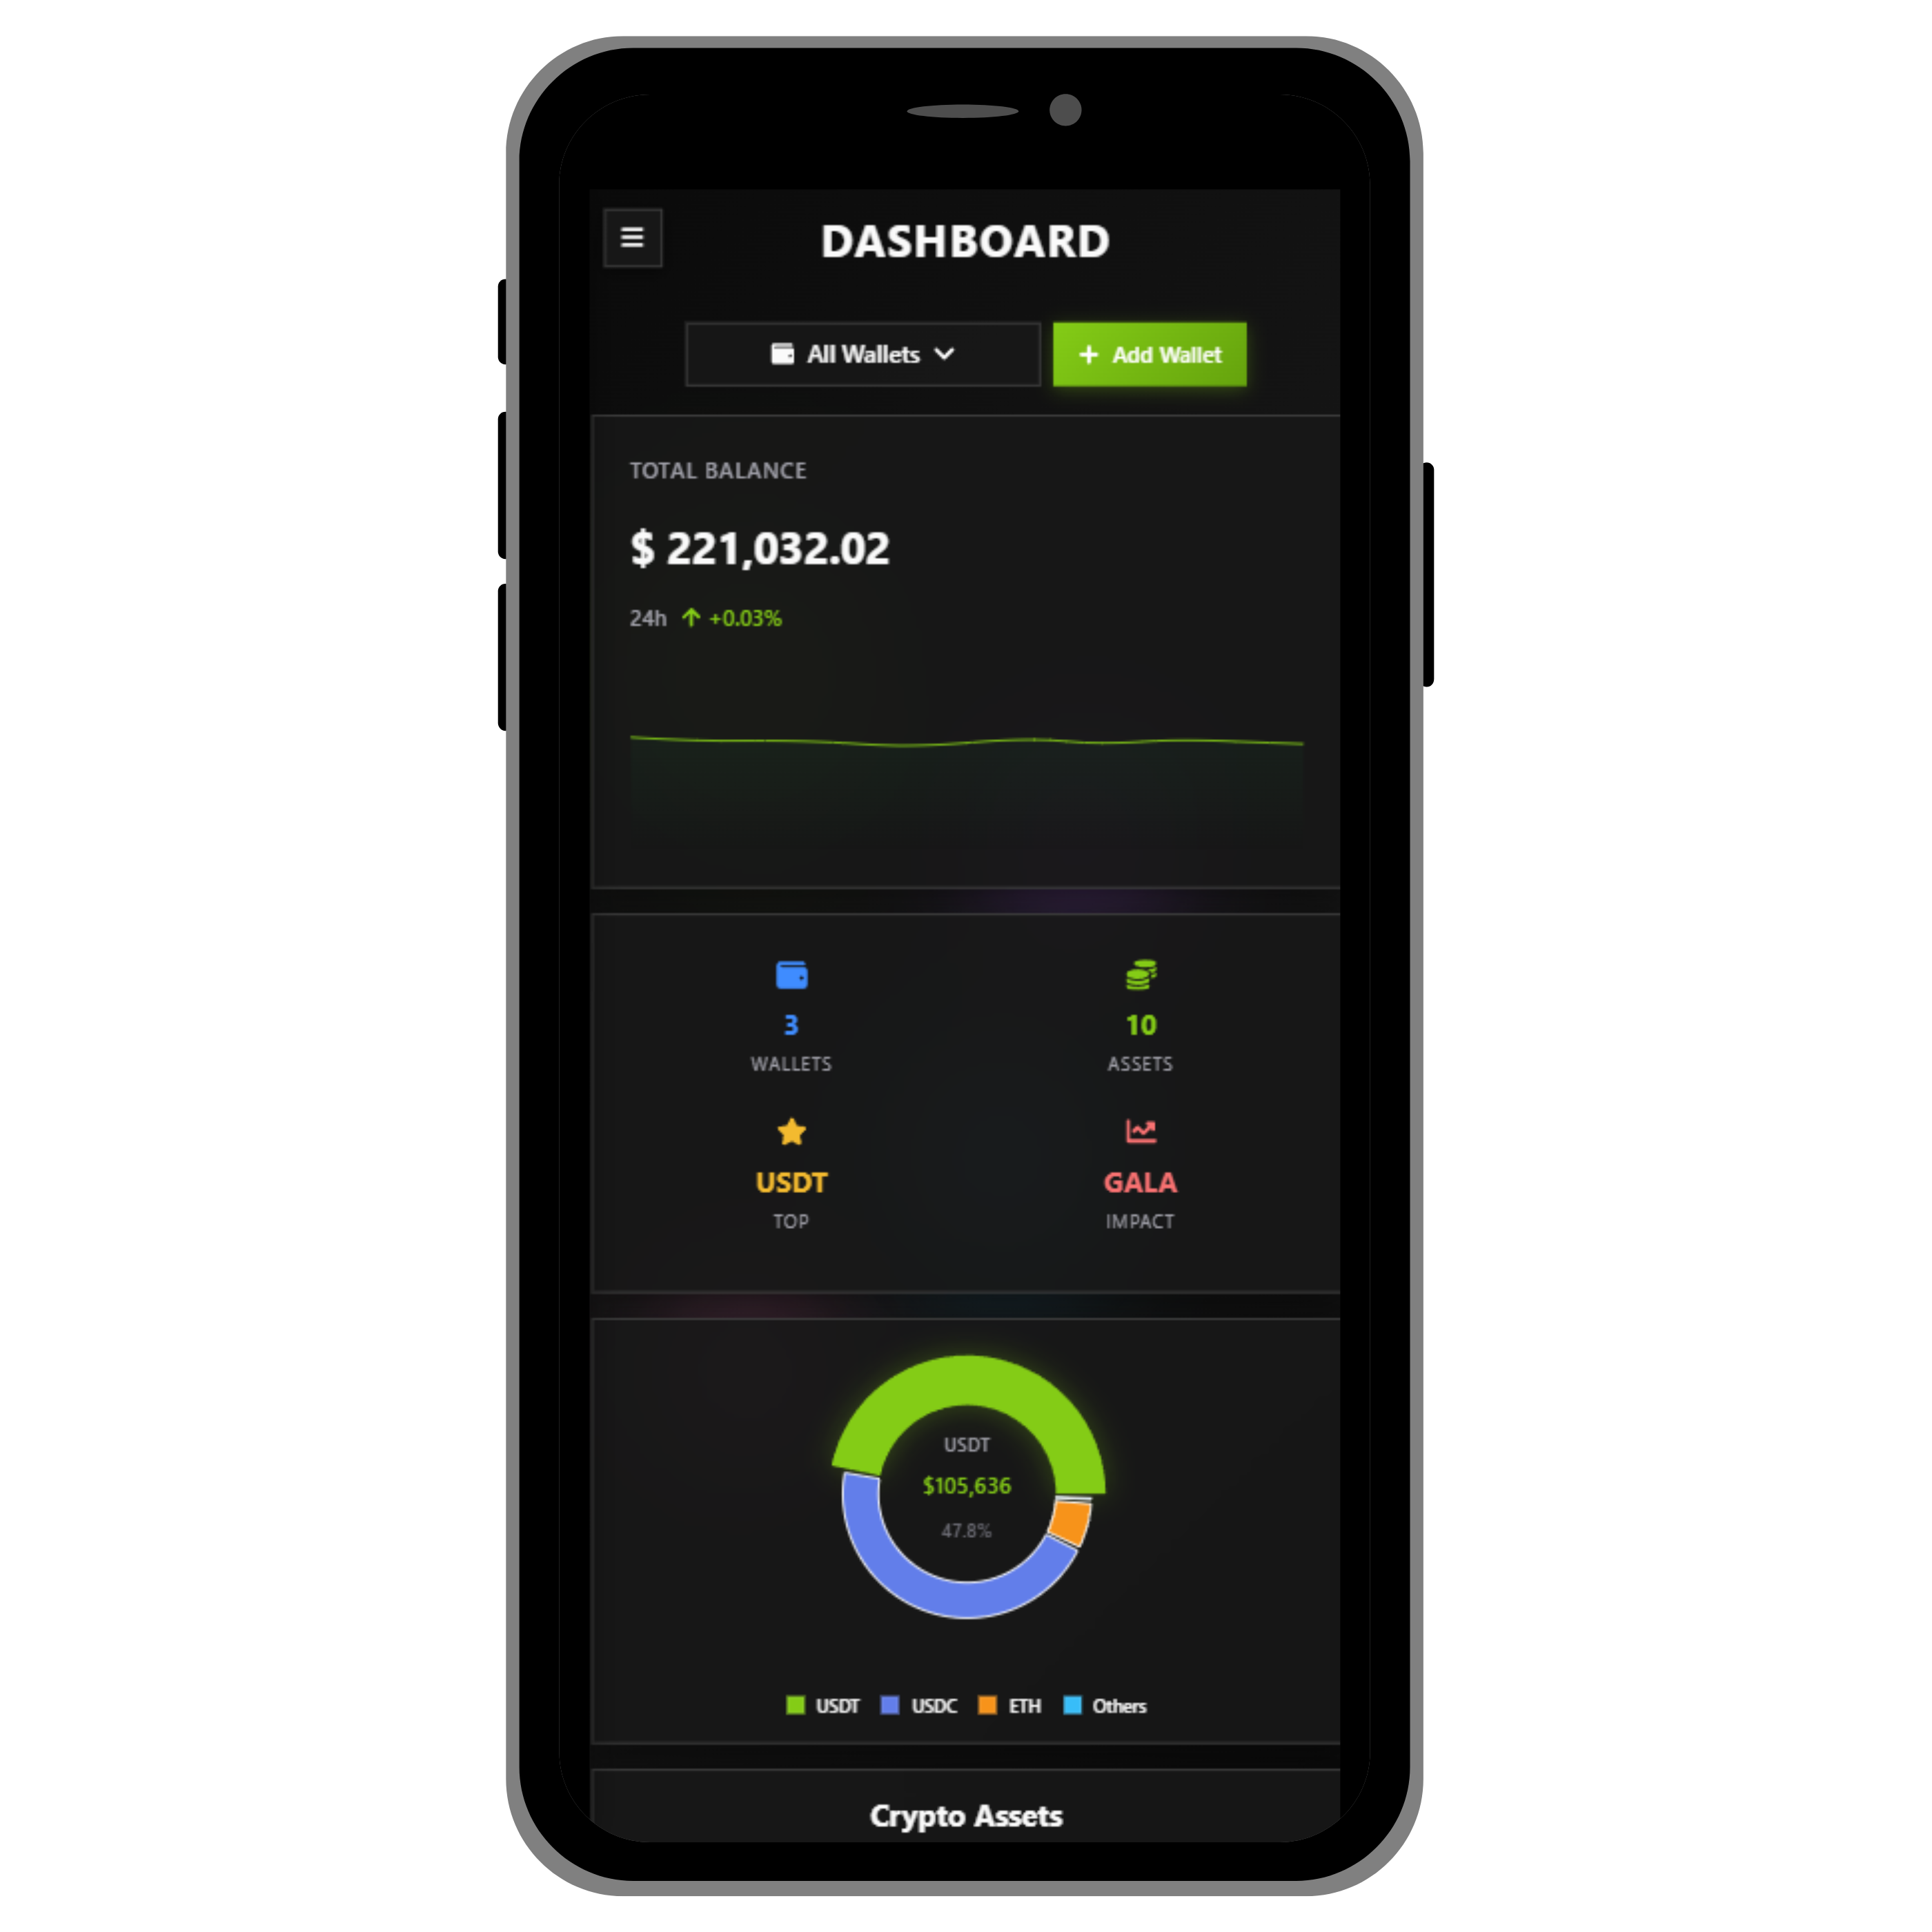 DASHBOARD
All Wallets
+ Add Wallet
TOTAL BALANCE
$ 221,032.02
24h +0.03%
3
WALLETS
10
ASSETS
USDT
TOP
GALA
IMPACT
USDT
$105,636
47.8%
USDT USDC ETH Others
Crypto Assets